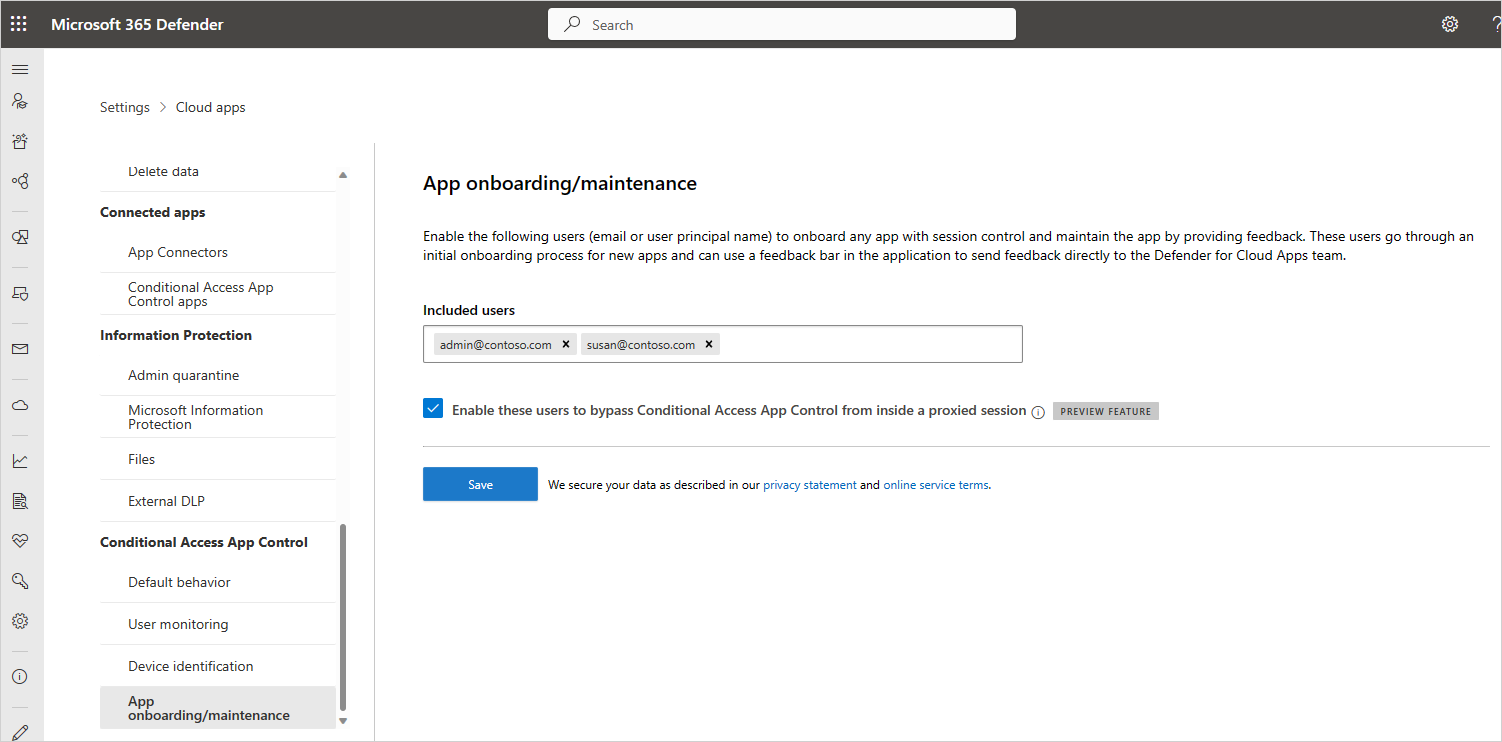 Microsoft 365 Defender
Search
?
Settings > Cloud apps
Delete data
Connected apps
App Connectors
Conditional Access App
Control apps
Information Protection
Admin quarantine
Microsoft Information
Protection
Files
External DLP
Conditional Access App Control
Default behavior
User monitoring
Device identification
App
onboarding/maintenance
App onboarding/maintenance
Enable the following users (email or user principal name) to onboard any app with session control and maintain the app by providing feedback. These users go through an
initial onboarding process for new apps and can use a feedback bar in the application to send feedback directly to the Defender for Cloud Apps team.
Included users
admin@contoso.com × susan@contoso.com ×
Enable these users to bypass Conditional Access App Control from inside a proxied session PREVIEW FEATURE
Save We secure your data as described in our privacy statement and online service terms.